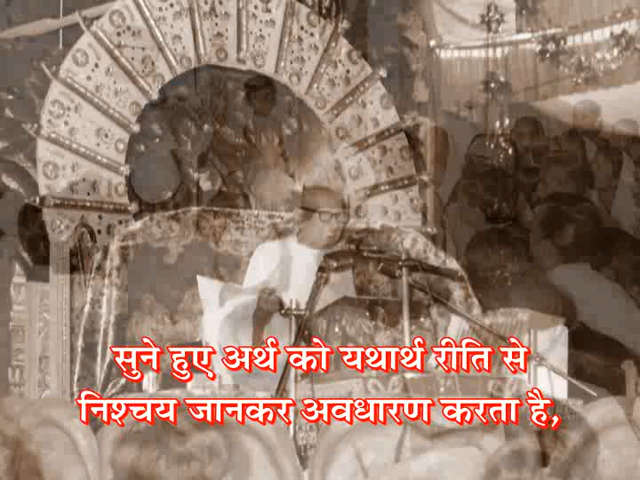 सुने हुए अर्थ को यथार्थ रीति से
निश्चय जानकर अवधारण करता है,